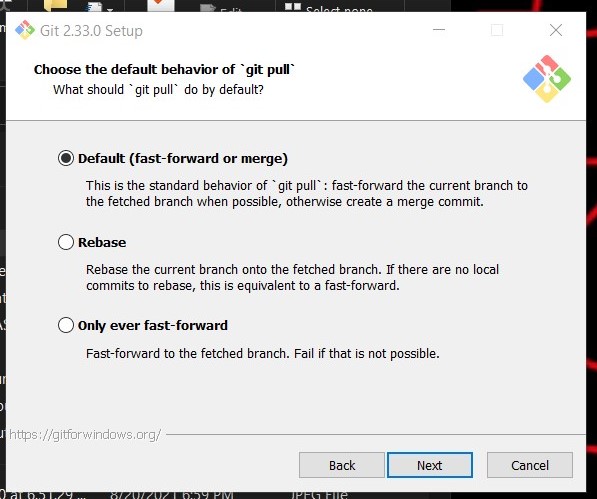 Edit
Select none
Git 2.33.0 Setup
Choose the default behavior of `git pull`
What should `git pull` do by default?
Default (fast-forward or merge)
This is the standard behavior of `git pull`: fast-forward the current branch to
the fetched branch when possible, otherwise create a merge commit.
Rebase
Rebase the current branch onto the fetched branch. If there are no local
commits to rebase, this is equivalent to a fast-forward.
Only ever fast-forward
Fast-forward to the fetched branch. Fail if that is not possible.
https://gitforwindows.org/
Back
Next
Cancel
0 at 6.51.29 ... 8/20/2021 6:59 PM JPEG File